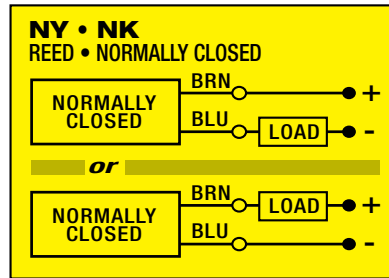 NY • NK
REED • NORMALLY CLOSED
BRN
+
NORMALLY
CLOSED
BLU
LOAD
-
or
BRN
LOAD
+
NORMALLY
CLOSED
BLU
-